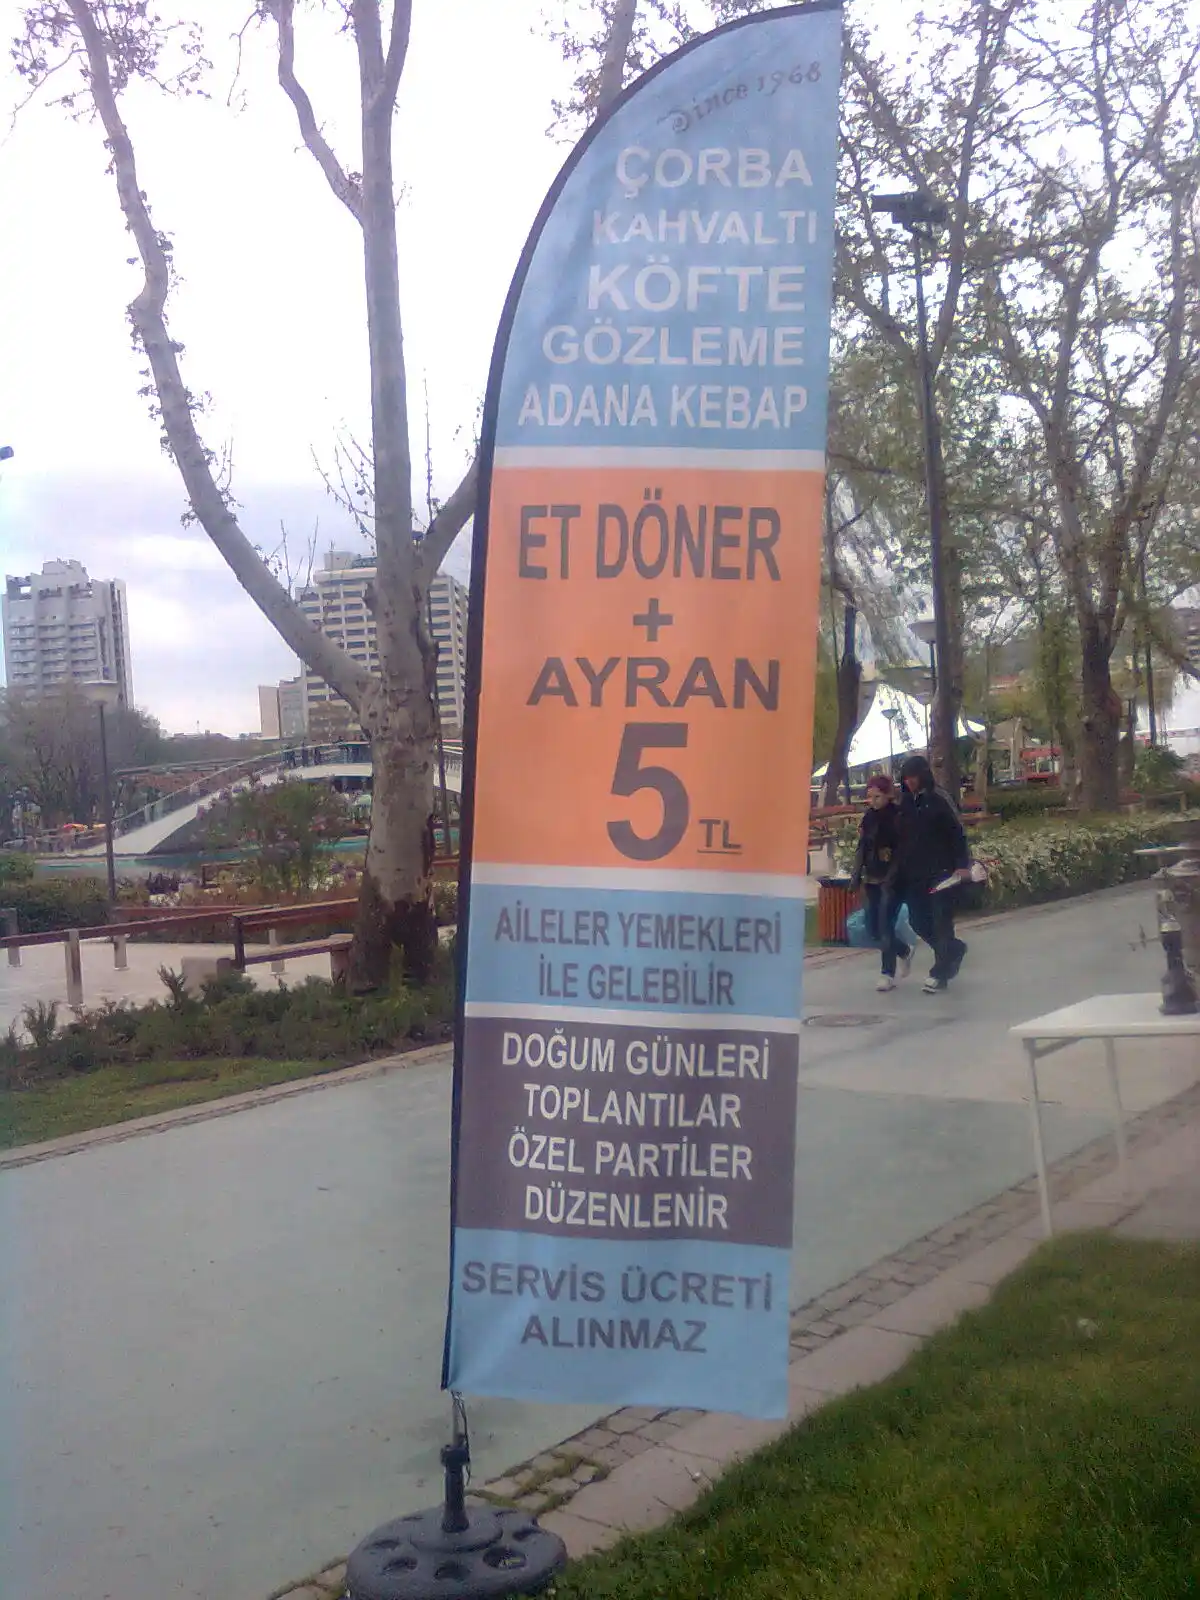 Since 1968
ÇORBA
KAHVALTI
KÖFTE
GÖZLEME
ADANA KEBAP
ET DÖNER
+
AYRAN
5 TL
AİLELER YEMEKLERİ
İLE GELEBİLİR
DOĞUM GÜNLERİ
TOPLANTILAR
ÖZEL PARTİLER
DÜZENLENİR
SERVİS ÜCRETİ
ALINMAZ